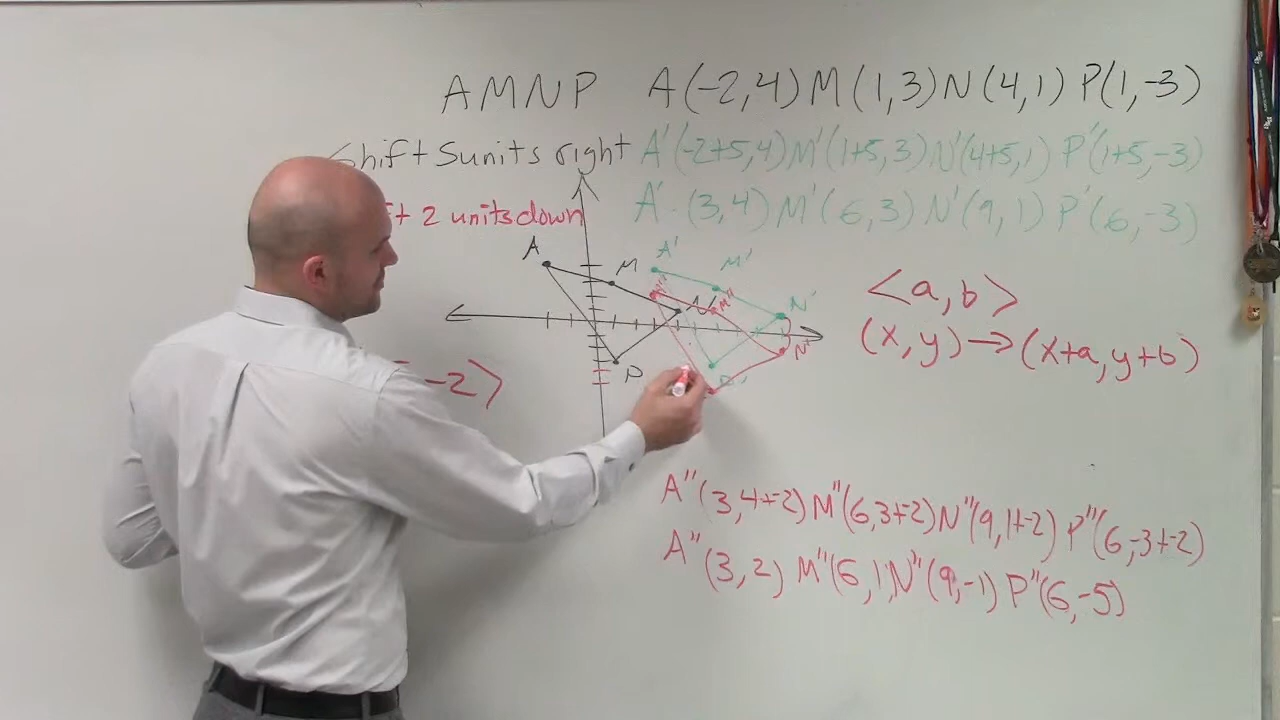 AMNP A(-2,4) M(1,3) N(4,1) P(1,-3)
Shift 5 units right A'(-2+5,4) M'(1+5,3) N'(4+5,1) P'(1+5,-3)
2 units down A'(3,4) M'(6,3) N'(9,1) P'(6,-3)
A M A' M'
A'' M'' N'
N''
P P''
<a,b>
(x,y)→(x+a,y+b)
-2>
A''(3,4+-2) M''(6,3+-2) N''(9,1+-2) P''(6,-3+-2)
A''(3,2) M''(6,1) N''(9,-1) P''(6,-5)